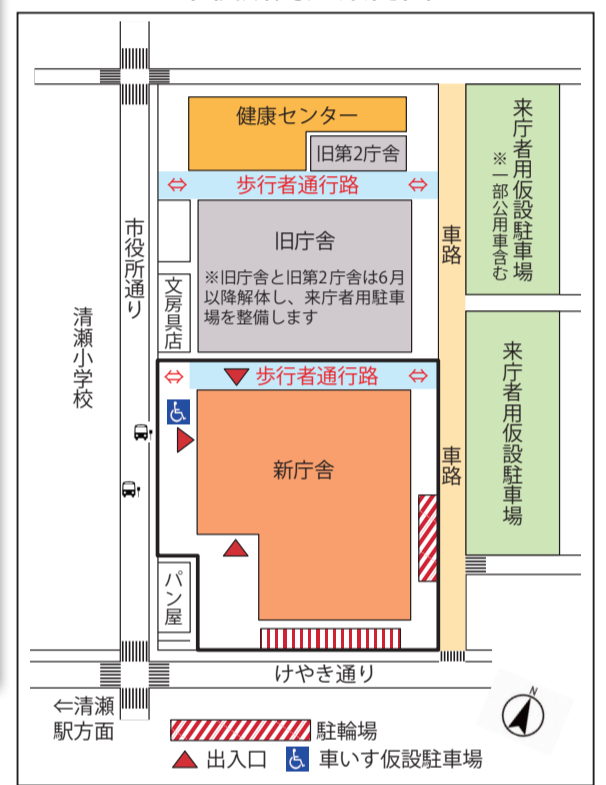 健康センター
旧第2庁舎
⇔ 歩行者通行路 ⇔
旧庁舎
※旧庁舎と旧第2庁舎は6月
以降解体し、来庁者用駐車
場を整備します
市役所通り
文房具店
清瀬小学校
車路
来庁者用仮設駐車場
※一部公用車含む
⇔ 歩行者通行路 ⇔
新庁舎
車路
来庁者用仮設駐車場
パン屋
けやき通り
⇐清瀬
駅方面
N
駐輪場
出入口
車いす仮設駐車場